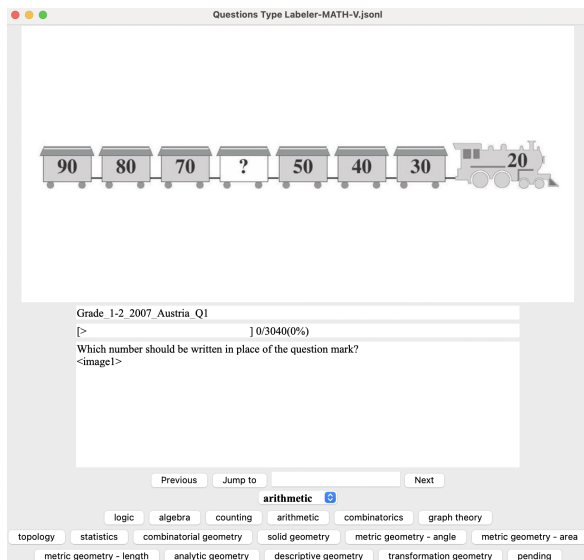 Questions Type Labeler-MATH-V.jsonl
90 80 70 ? 50 40 30 20
Grade_1-2_2007_Austria_Q1
[> ] 0/3040(0%)
Which number should be written in place of the question mark?
<image1>
Previous Jump to Next
arithmetic
logic algebra counting arithmetic combinatorics graph theory
topology statistics combinatorial geometry solid geometry metric geometry - angle metric geometry - area
metric geometry - length analytic geometry descriptive geometry transformation geometry pending